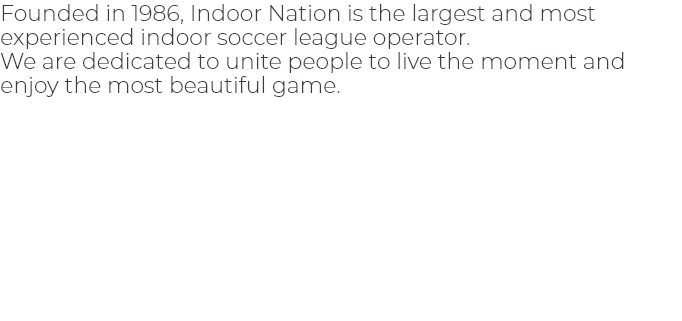 Founded in 1986, Indoor Nation is the largest and most
experienced indoor soccer league operator.
We are dedicated to unite people to live the moment and
enjoy the most beautiful game.